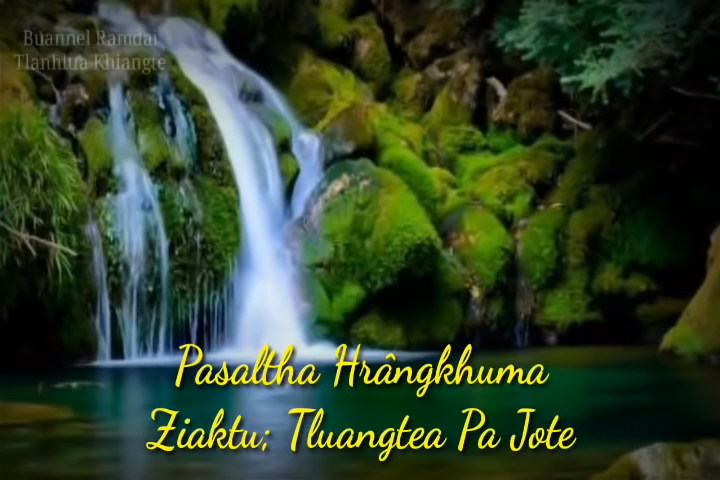 Buannel Ramdai
Tlanhlua Khiangte
Pasaltha Hrângkhuma
Ziaktu; Tluangtea Pa Jote